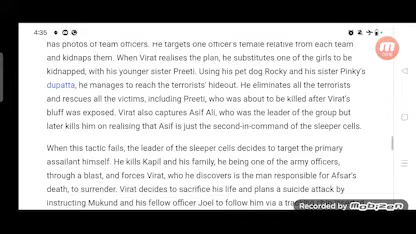 4:35
has photos of team officers. He targets one officer's female relative from each team
and kidnaps them. When Virat realises the plan, he substitutes one of the girls to be
kidnapped, with his younger sister Preeti. Using his pet dog Rocky and his sister Pinky's
dupatta, he manages to reach the terrorists' hideout. He eliminates all the terrorists
and rescues all the victims, including Preeti, who was about to be killed after Virat's
bluff was exposed. Virat also captures Asif Ali, who was the leader of the group but
later kills him on realising that Asif is just the second-in-command of the sleeper cells.
When this tactic fails, the leader of the sleeper cells decides to target the primary
assailant himself. He kills Kapil and his family, he being one of the army officers,
through a blast, and forces Virat, who he discovers is the man responsible for Afsar's
death, to surrender. Virat decides to sacrifice his life and plans a suicide attack by
instructing Mukund and his fellow officer Joel to follow him via a
Recorded by
MOBIZEN